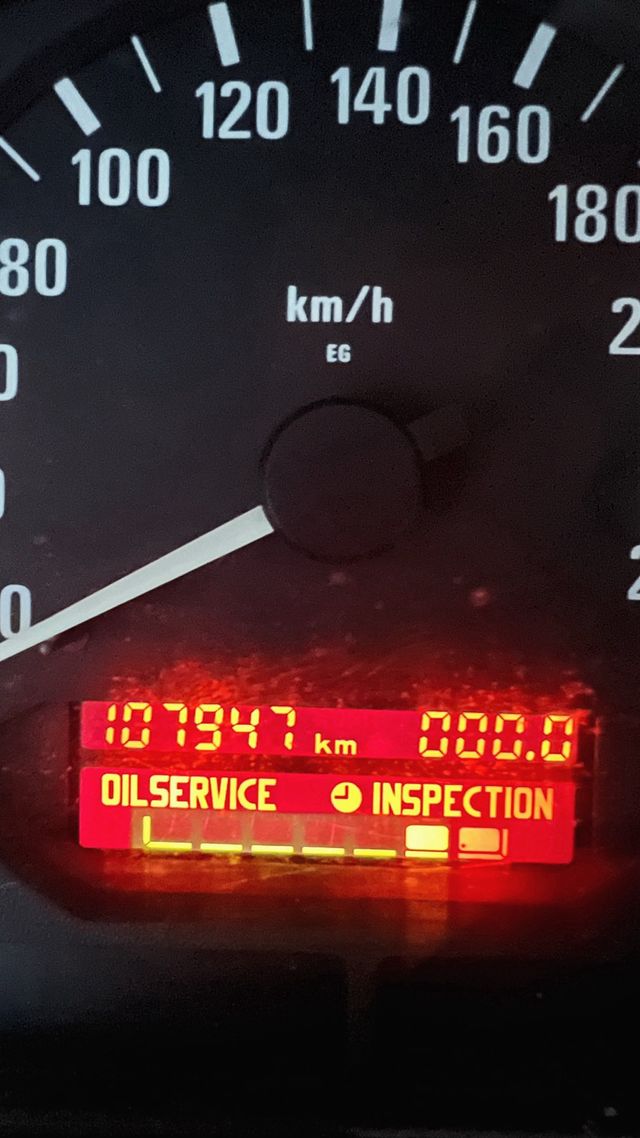 120 140
100 160
180
80
km/h
EG
107947 km 000.0
OILSERVICE INSPECTION